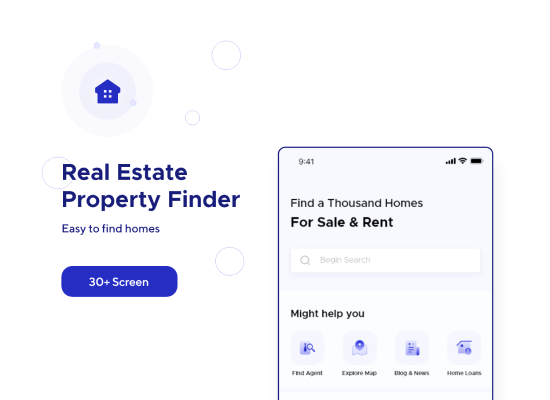 Real Estate
Property Finder
Easy to find homes
30+ Screen
9:41
Find a Thousand Homes
For Sale & Rent
Begin Search
Might help you
Find Agent
Explore Map
Blog & News
Home Loans